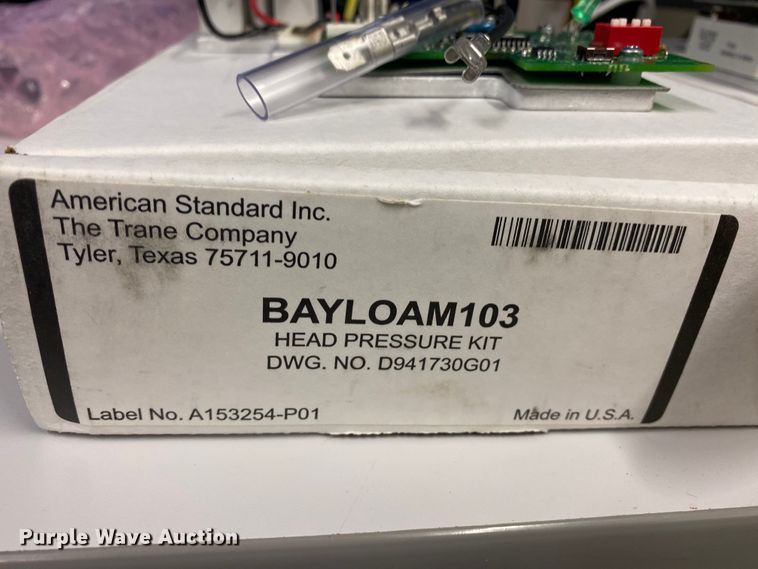 American Standard Inc.
The Trane Company
Tyler, Texas 75711-9010
BAYLOAM103
HEAD PRESSURE KIT
DWG. NO. D941730G01
Label No. A153254-P01
Made in U.S.A.
Purple Wave Auction